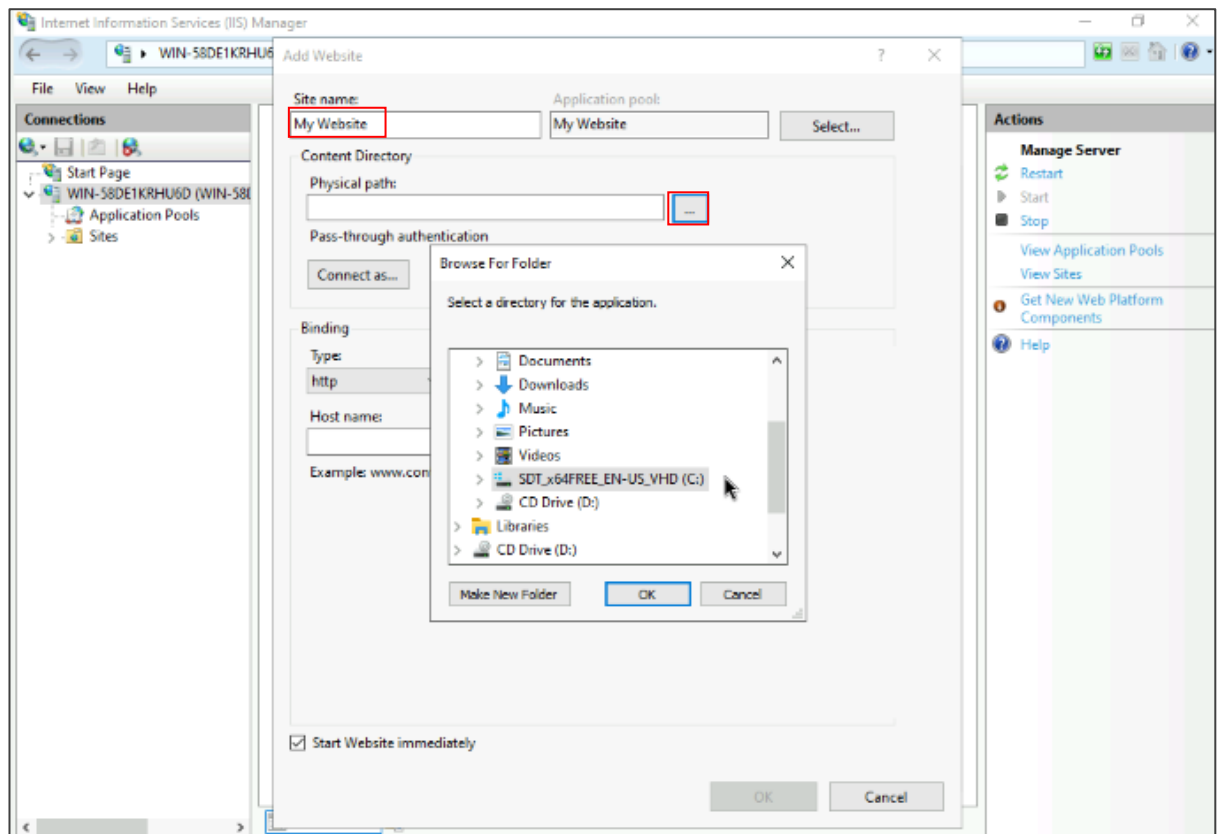 Internet Information Services (IIS) Manager
WIN-58DE1KRHU6
File View Help
Connections
Start Page
WIN-58DE1KRHU6D (WIN-58
Application Pools
Sites
Add Website
?
Site name:
Application pool:
My Website
My Website
Select...
Content Directory
Physical path:
...
Pass-through authentication
Connect as...
Binding
Type:
http
Host name:
Example: www.con
Browse For Folder
Select a directory for the application.
Documents
Downloads
Music
Pictures
Videos
SDT_x64FREE_EN-US_VHD (C:)
CD Drive (D:)
Libraries
CD Drive (D:)
Make New Folder
OK
Cancel
Start Website immediately
OK
Cancel
Actions
Manage Server
Restart
Start
Stop
View Application Pools
View Sites
Get New Web Platform
Components
Help